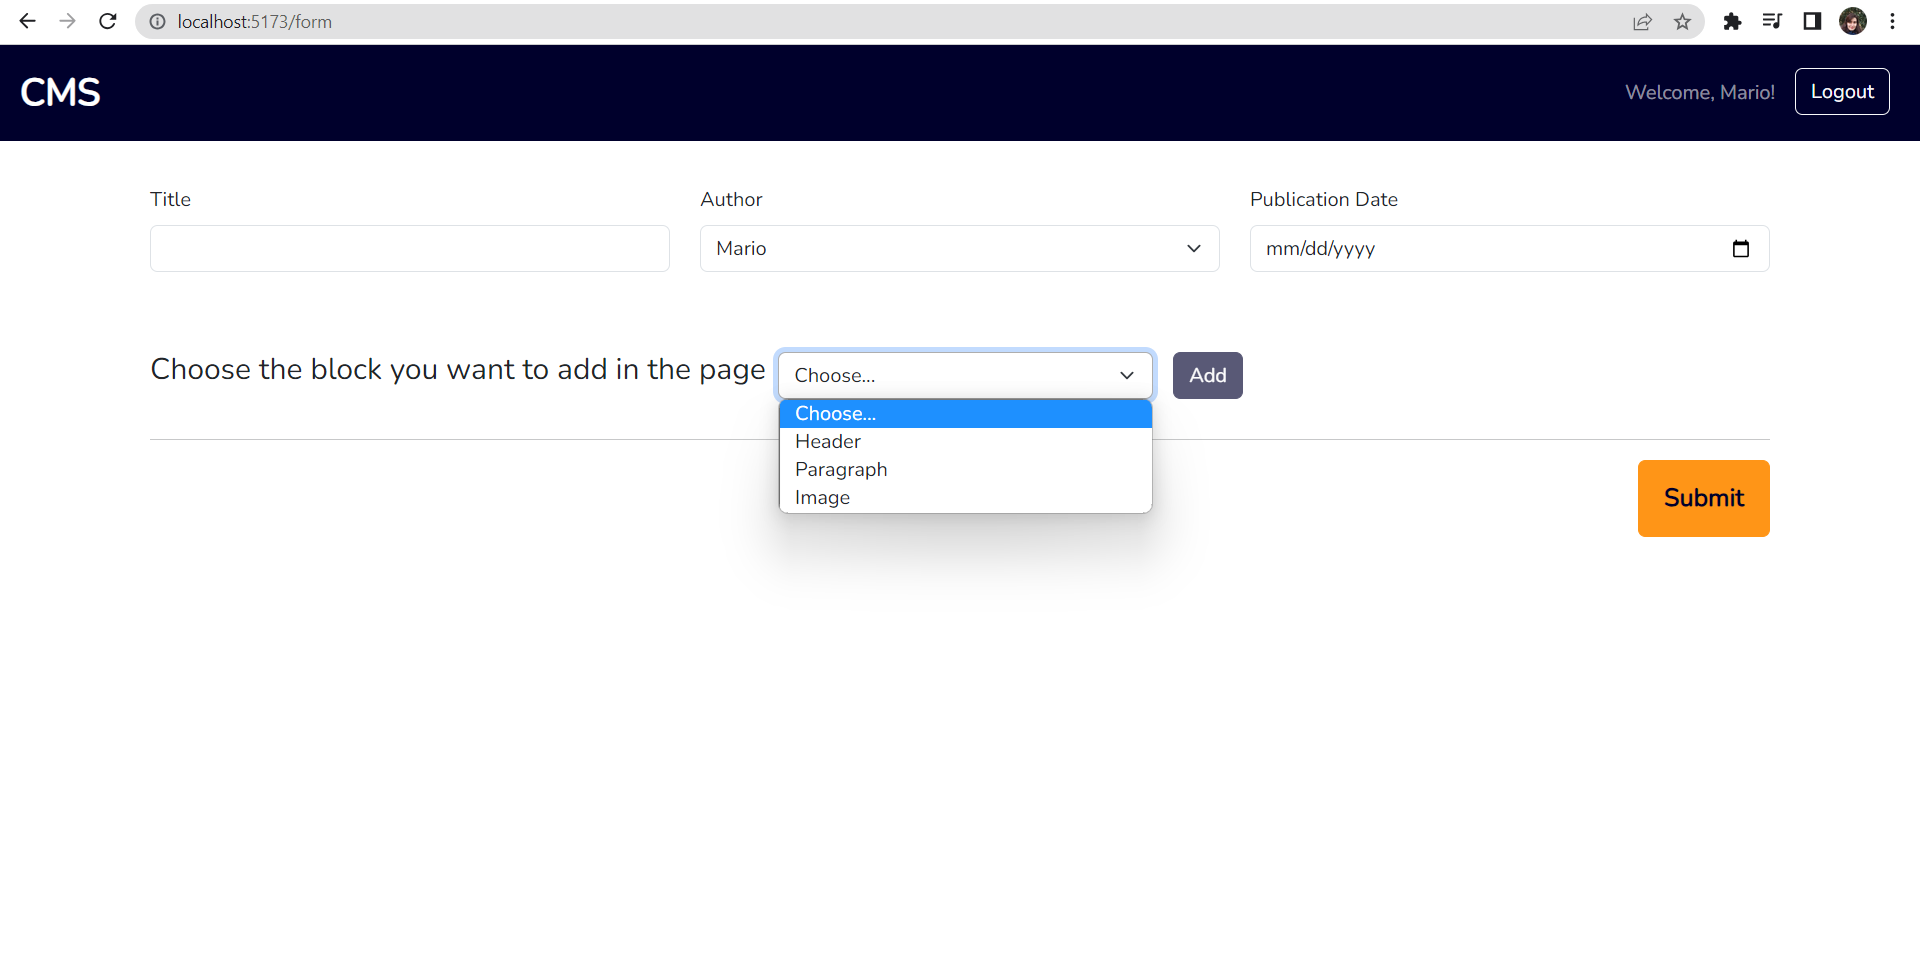 localhost:5173/form
CMS
Welcome, Mario!
Logout
Title
Author
Publication Date
Mario
mm/dd/yyyy
Choose the block you want to add in the page
Choose...
Add
Choose...
Header
Paragraph
Image
Submit